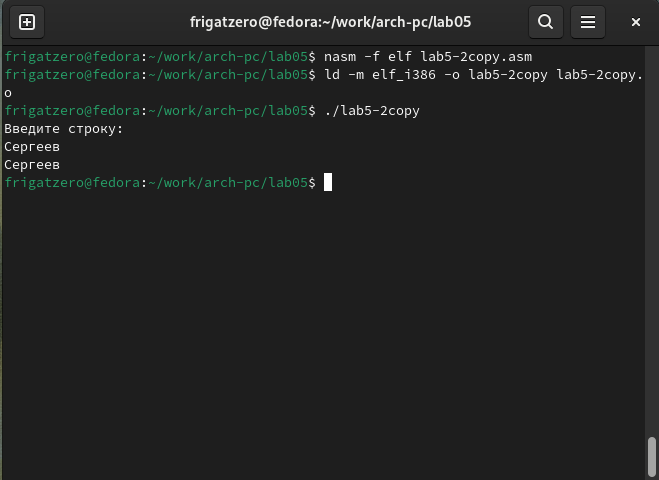 frigatzero@fedora:~/work/arch-pc/lab05
frigatzero@fedora:~/work/arch-pc/lab05$ nasm -f elf lab5-2copy.asm
frigatzero@fedora:~/work/arch-pc/lab05$ ld -m elf_i386 -o lab5-2copy lab5-2copy.
o
frigatzero@fedora:~/work/arch-pc/lab05$ ./lab5-2copy
Введите строку:
Сергеев
Сергеев
frigatzero@fedora:~/work/arch-pc/lab05$